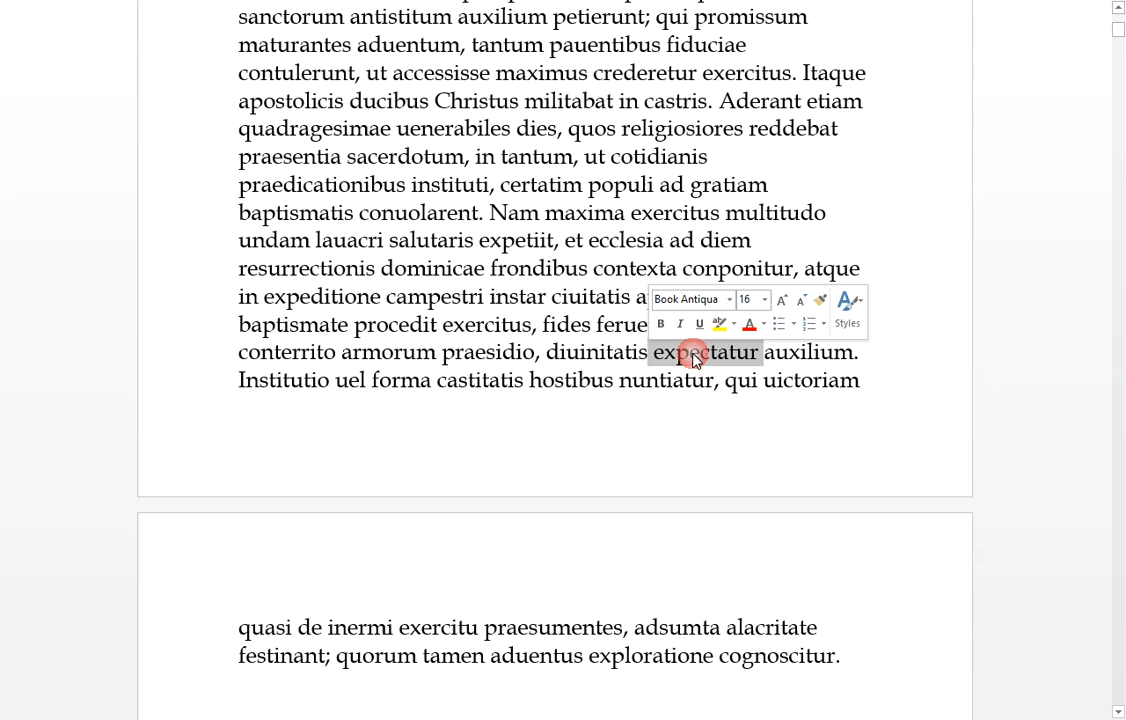 sanctorum antistitum auxilium petierunt; qui promissum
maturantes aduentum, tantum pauentibus fiduciae
contulerunt, ut accessisse maximus crederetur exercitus. Itaque
apostolicis ducibus Christus militabat in castris. Aderant etiam
quadragesimae uenerabiles dies, quos religiosiores reddebat
praesentia sacerdotum, in tantum, ut cotidianis
praedicationibus instituti, certatim populi ad gratiam
baptismatis conuolarent. Nam maxima exercitus multitudo
undam lauacri salutaris expetiit, et ecclesia ad diem
resurrectionis dominicae frondibus contexta conponitur, atque
in expeditione campestri instar ciuitatis
Book Antiqua 16
baptismate procedit exercitus, fides
B I U ab A Styles
conterrito armorum praesidio, diuinitatis expectatur auxilium.
Institutio uel forma castitatis hostibus nuntiatur, qui uictoriam
quasi de inermi exercitu praesumentes, adsumta alacritate
festinant; quorum tamen aduentus exploratione cognoscitur.